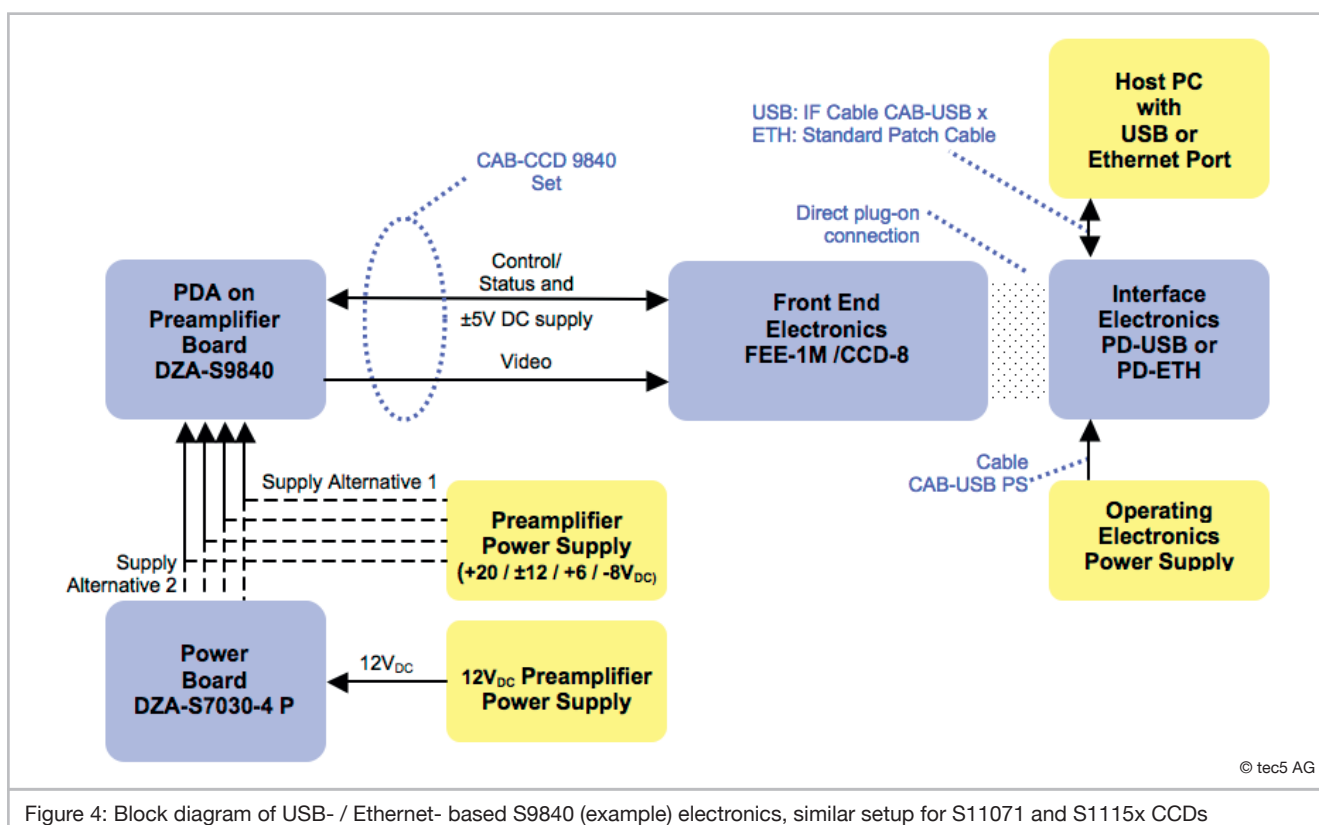 Host PC
with
USB or
Ethernet Port
USB: IF Cable CAB-USB x
ETH: Standard Patch Cable
CAB-CCD 9840
Set
Direct plug-on
connection
PDA on
Preamplifier
Board
DZA-S9840
Control/
Status and
±5V DC supply
Video
Front End
Electronics
FEE-1M /CCD-8
Interface
Electronics
PD-USB or
PD-ETH
Supply Alternative 1
Supply
Alternative 2
Preamplifier
Power Supply
(+20 / ±12 / +6 / -8VDC)
Cable
CAB-USB PS
Operating
Electronics
Power Supply
Power
Board
DZA-S7030-4 P
12VDC
12VDC Preamplifier
Power Supply
© tec5 AG
Figure 4: Block diagram of USB- / Ethernet- based S9840 (example) electronics, similar setup for S11071 and S1115x CCDs